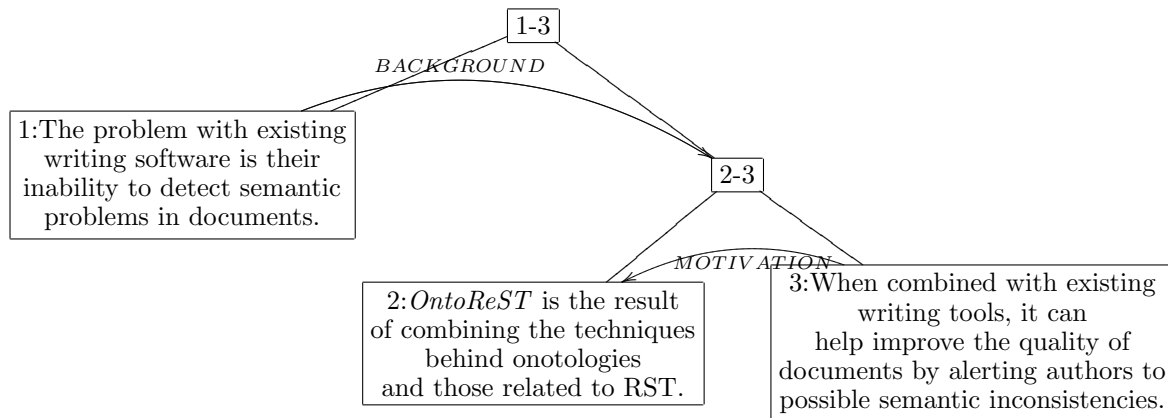 1-3
BACKGROUND
1:The problem with existing
writing software is their
inability to detect semantic
problems in documents.
2-3
MOTIVATION
2:OntoReST is the result
of combining the techniques
behind onotologies
and those related to RST.
3:When combined with existing
writing tools, it can
help improve the quality of
documents by alerting authors to
possible semantic inconsistencies.